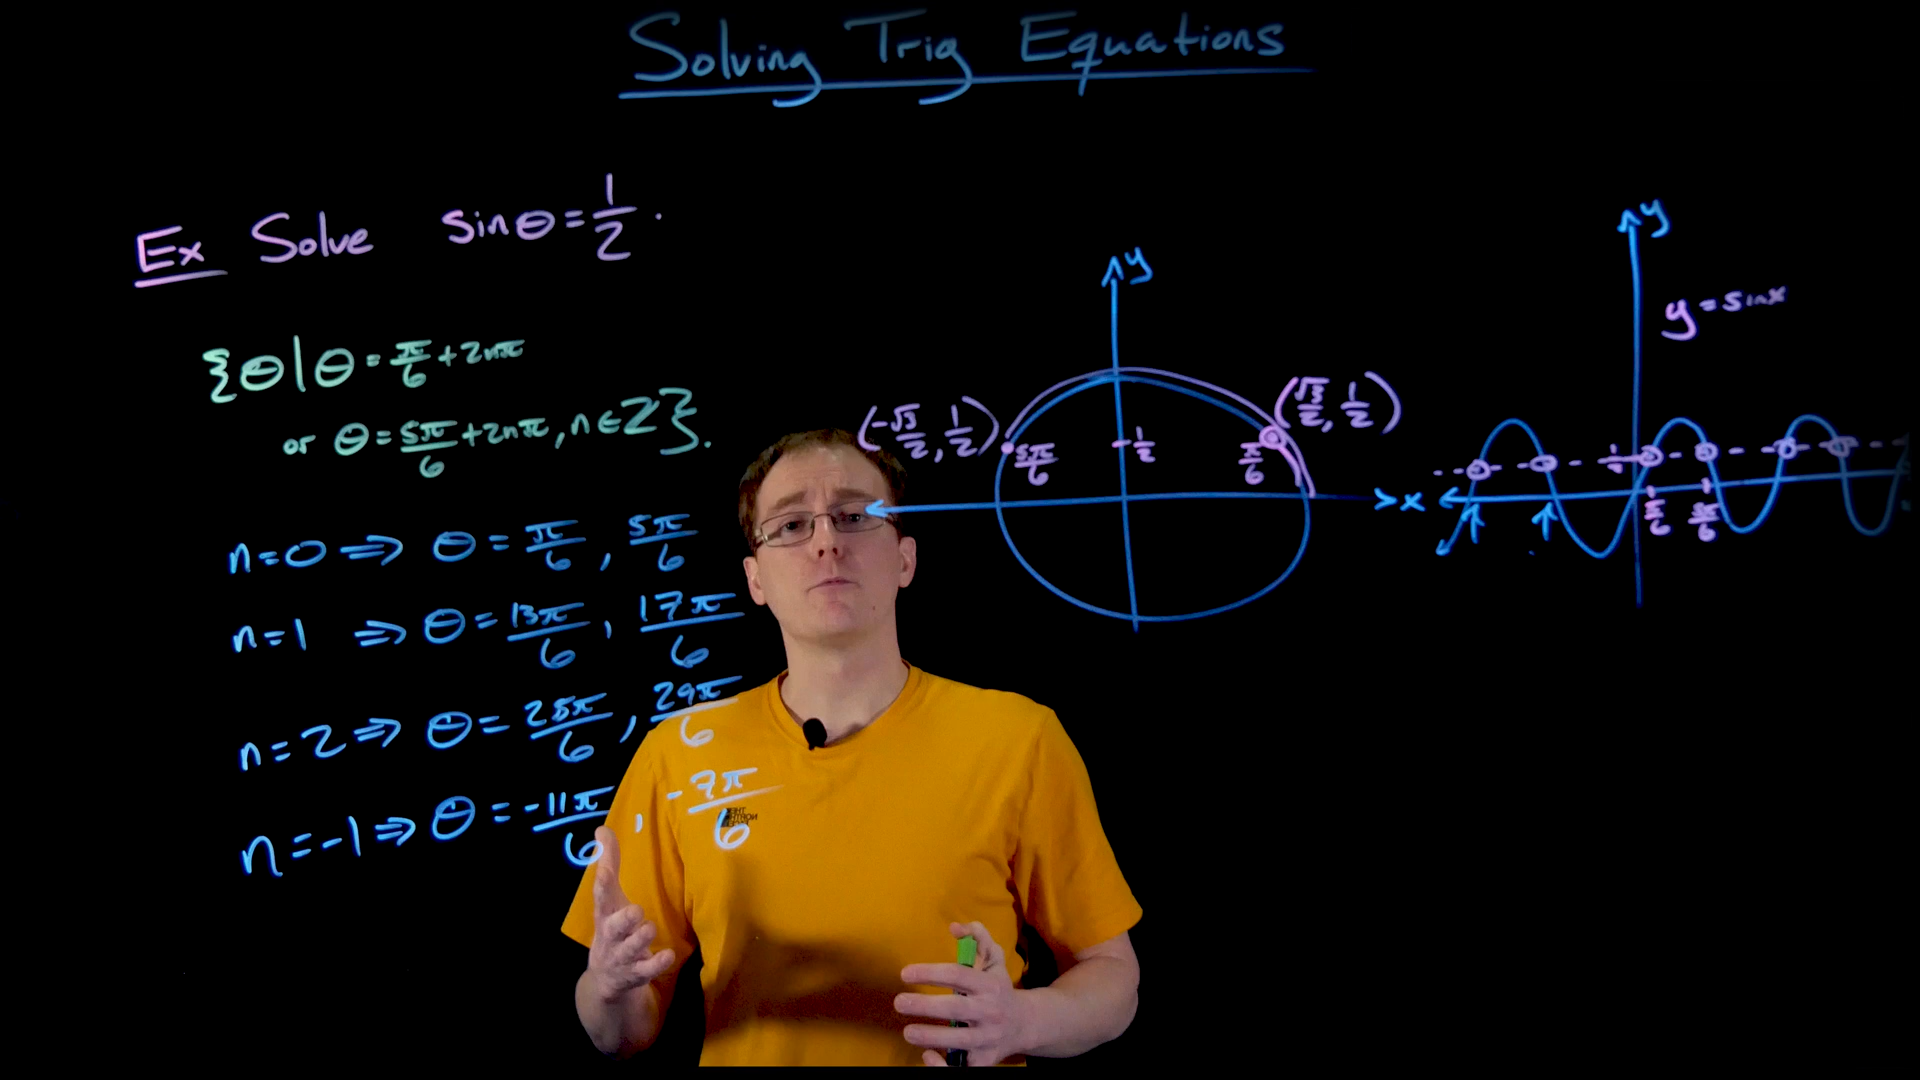 Solving Trig Equations
Ex Solve sinθ = 1/2.
{θ | θ = π/6 + 2nπ
or θ = 5π/6 + 2nπ, n ∈ Z}.
n=0 ⇒ θ = π/6, 5π/6
n=1 ⇒ θ = 13π/6, 17π/6
n=2 ⇒ θ = 25π/6, 29π/6
n=-1 ⇒ θ = -11π/6, -7π/6
y
(-√3/2, 1/2)
(√3/2, 1/2)
5π/6
1/2
π/6
x
y
y = sinx
π/6
5π/6